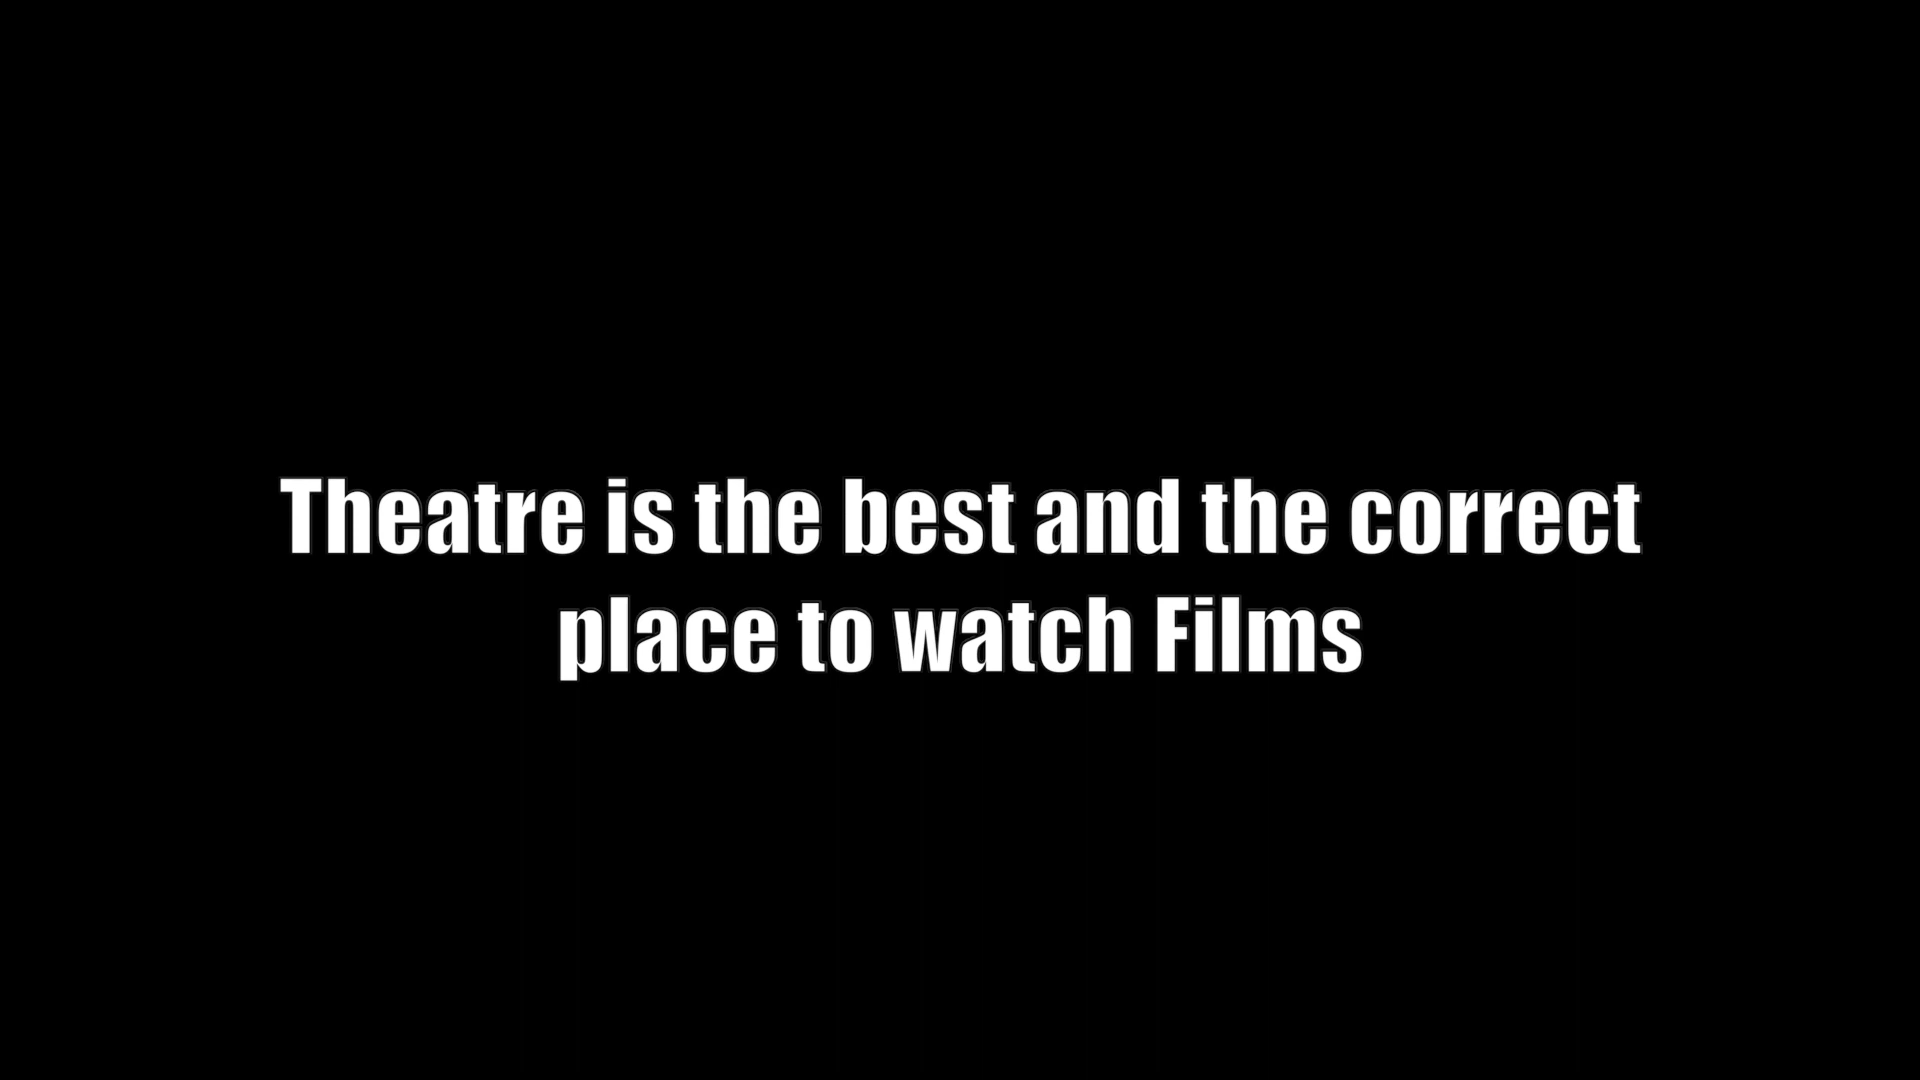 Theatre is the best and the correct
place to watch Films